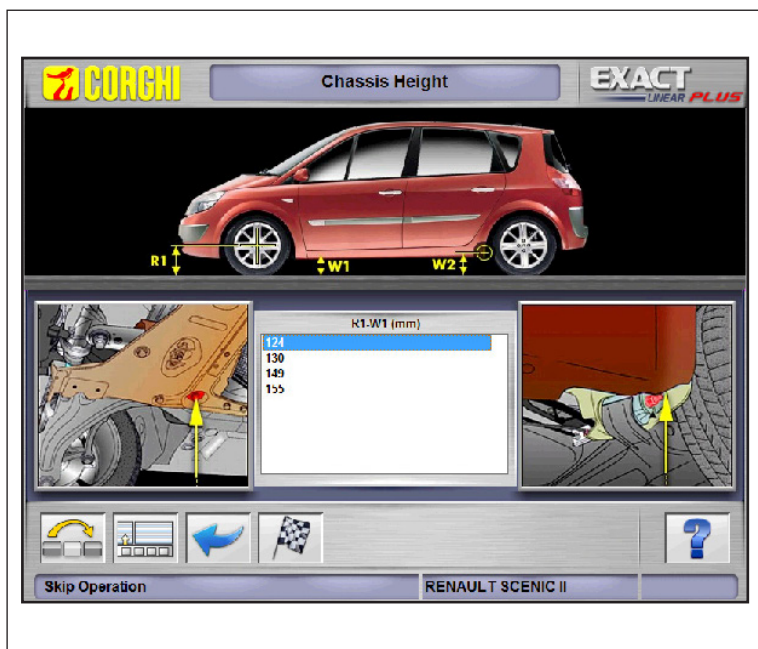 CORGHI
Chassis Height
EXACT
LINEAR PLUS
R1
W1
W2
R1-W1 (mm)
124
130
149
155
?
Skip Operation
RENAULT SCENIC II